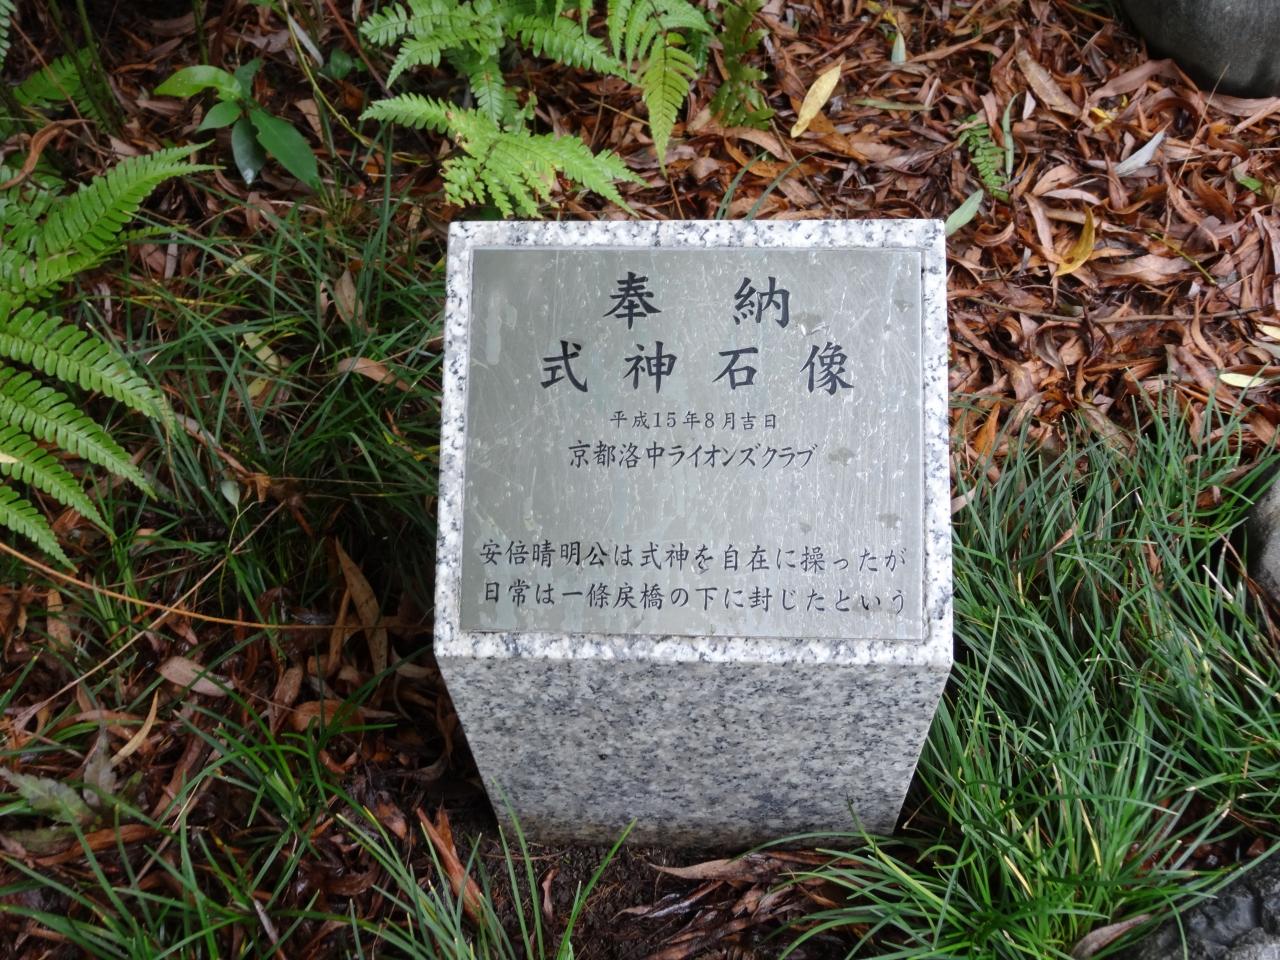 奉納
式神石像
平成15年8月吉日
京都洛中ライオンズクラブ
安倍晴明公は式神を自在に操ったが
日常は一條戻橋の下に封じたという